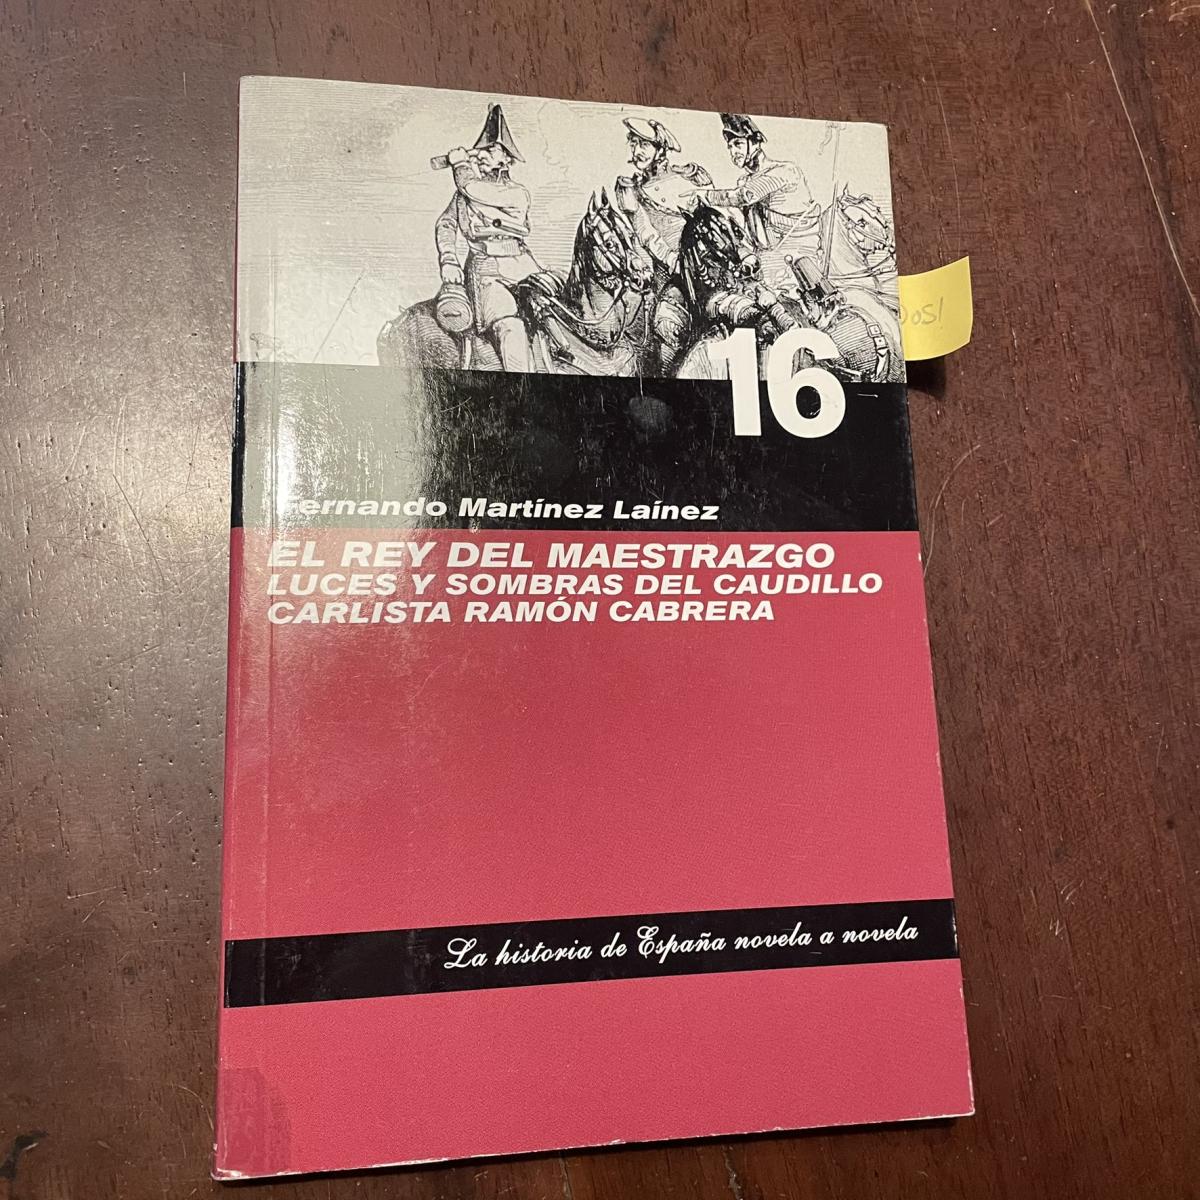 16
Fernando Martínez Laínez
EL REY DEL MAESTRAZGO
LUCES Y SOMBRAS DEL CAUDILLO
CARLISTA RAMÓN CABRERA
La historia de España novela a novela